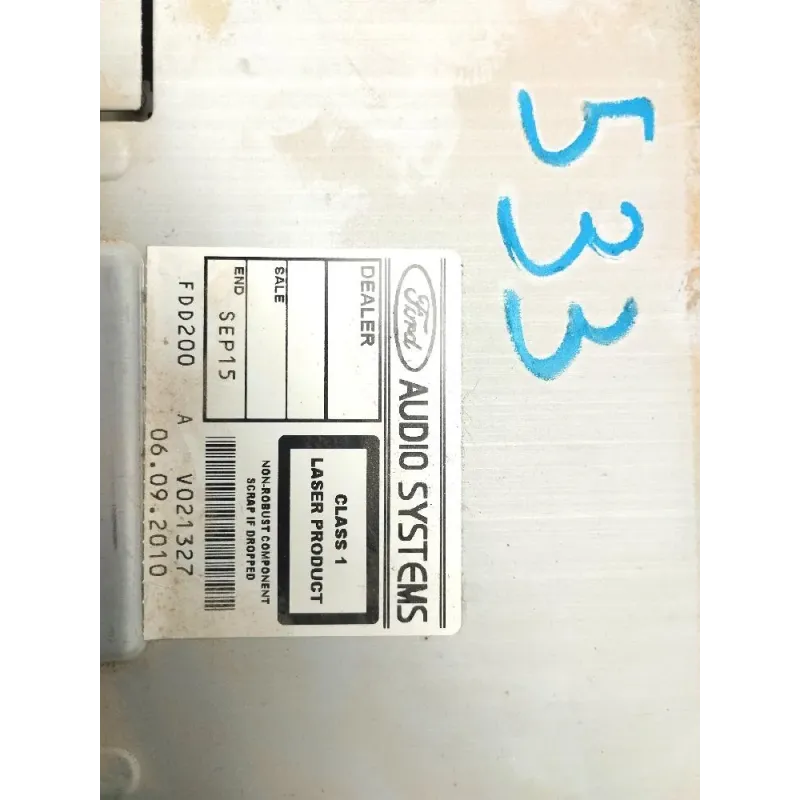 533
Ford
AUDIO SYSTEMS
DEALER
SALE
END SEP15
CLASS 1
LASER PRODUCT
NON-ROBUST COMPONENT
SCRAP IF DROPPED
FDD200 A V021327
06.09.2010